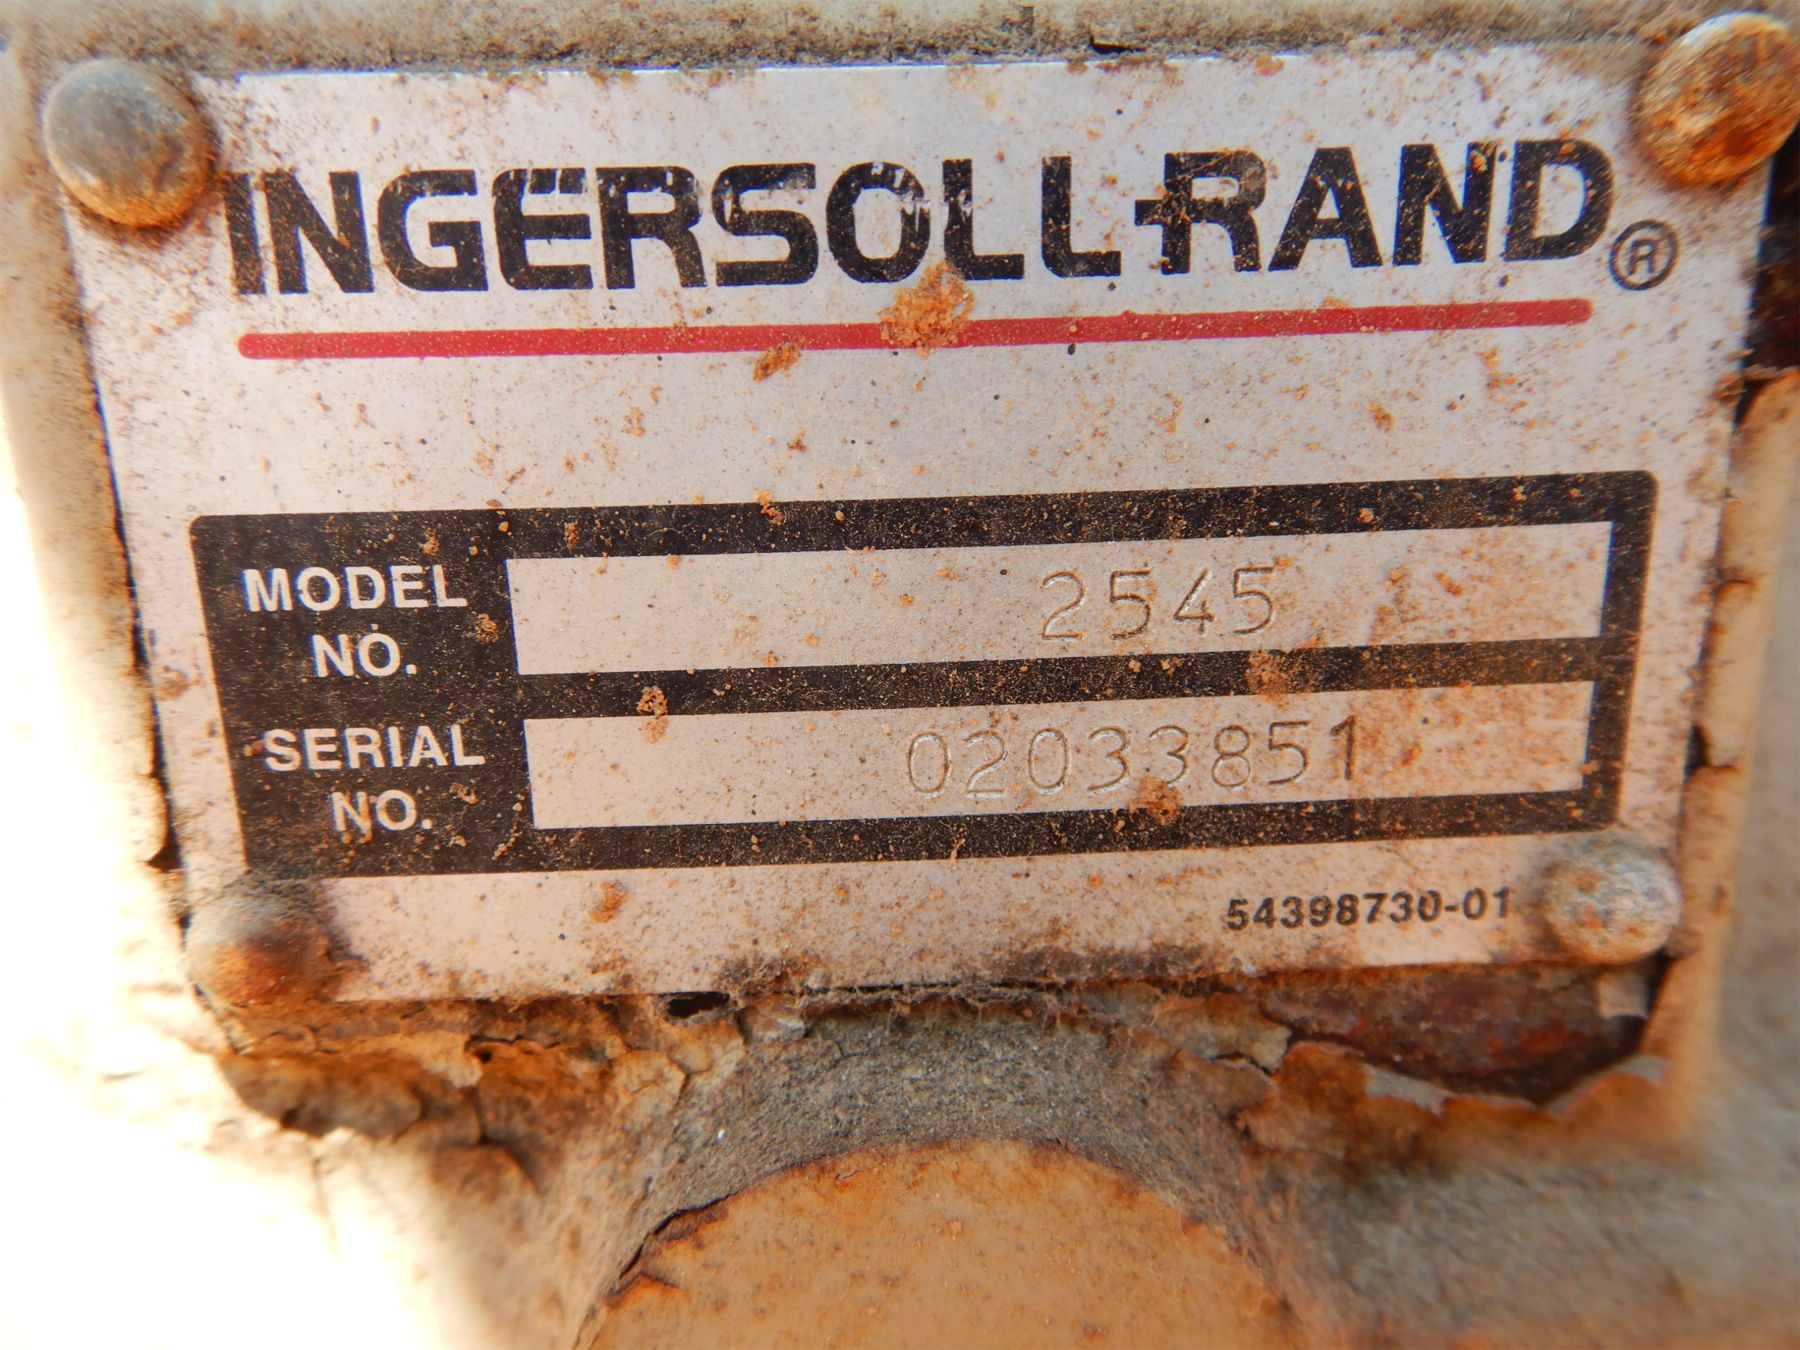 INGERSOLL-RAND®
MODEL NO. 2545
SERIAL NO. 02033851
54398730-01